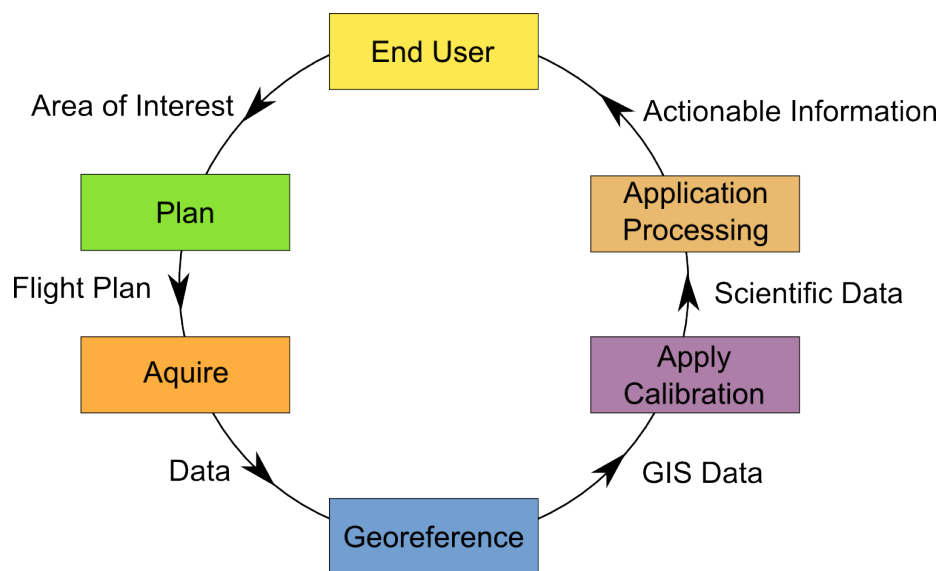 End User
Area of Interest
Actionable Information
Plan
Application
Processing
Flight Plan
Scientific Data
Aquire
Apply
Calibration
Data
GIS Data
Georeference